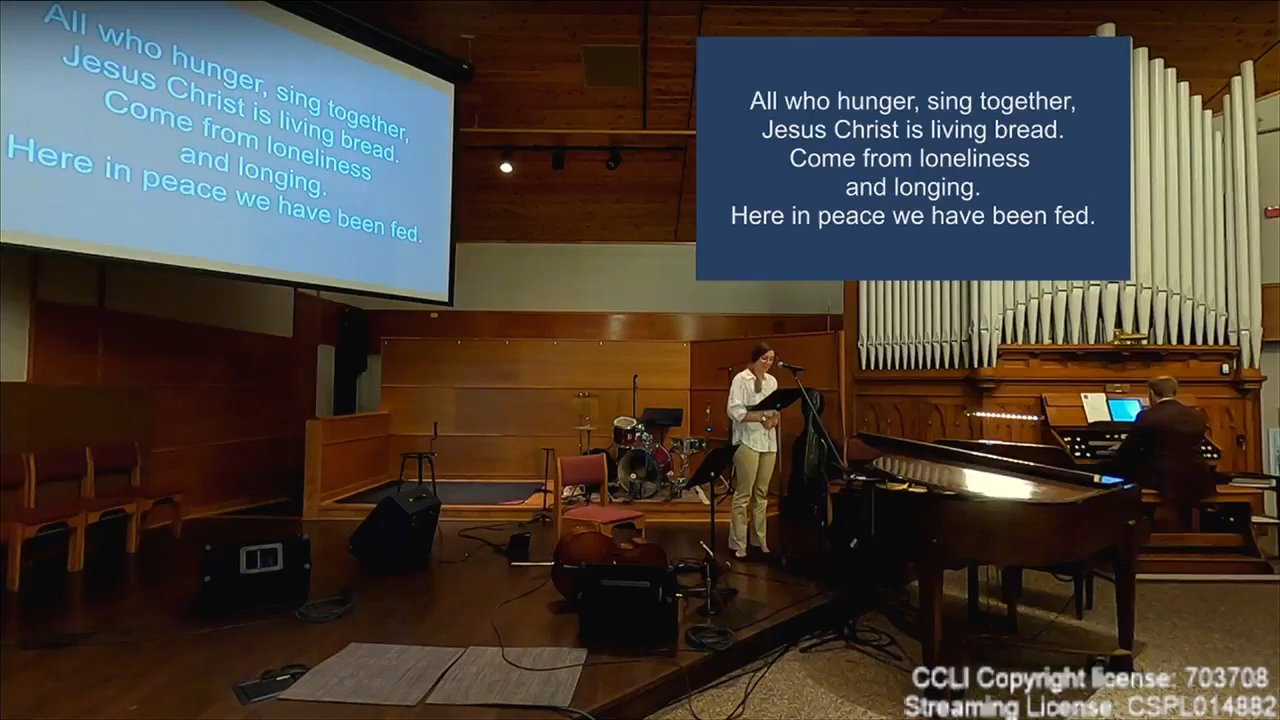 All who hunger, sing together,
Jesus Christ is living bread.
Come from loneliness
and longing.
Here in peace we have been fed.
All who hunger, sing together,
Jesus Christ is living bread.
Come from loneliness
and longing.
Here in peace we have been fed.
CCLI Copyright license: 703708
Streaming License: CSPL014882